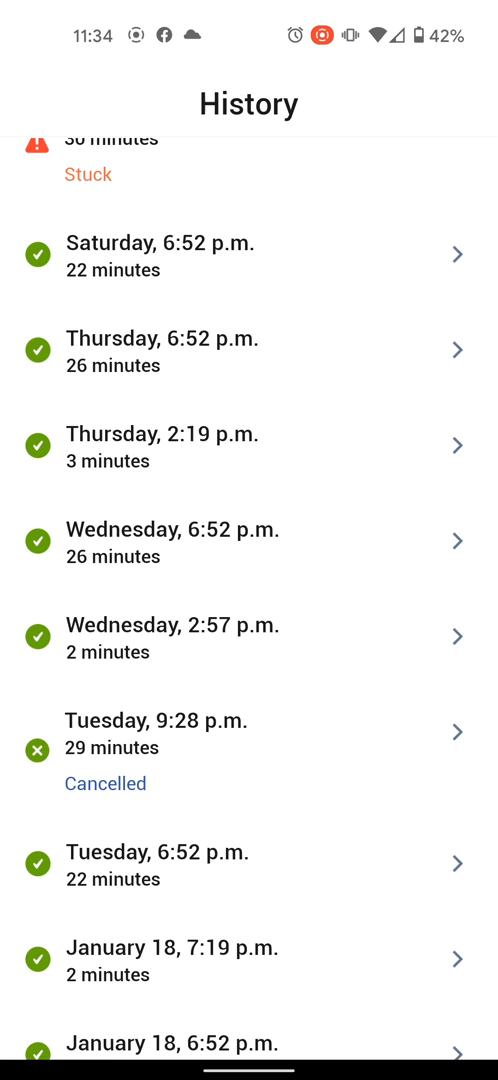 11:34
42%
History
30 minutes
Stuck
Saturday, 6:52 p.m.
22 minutes
Thursday, 6:52 p.m.
26 minutes
Thursday, 2:19 p.m.
3 minutes
Wednesday, 6:52 p.m.
26 minutes
Wednesday, 2:57 p.m.
2 minutes
Tuesday, 9:28 p.m.
29 minutes
Cancelled
Tuesday, 6:52 p.m.
22 minutes
January 18, 7:19 p.m.
2 minutes
January 18, 6:52 p.m.